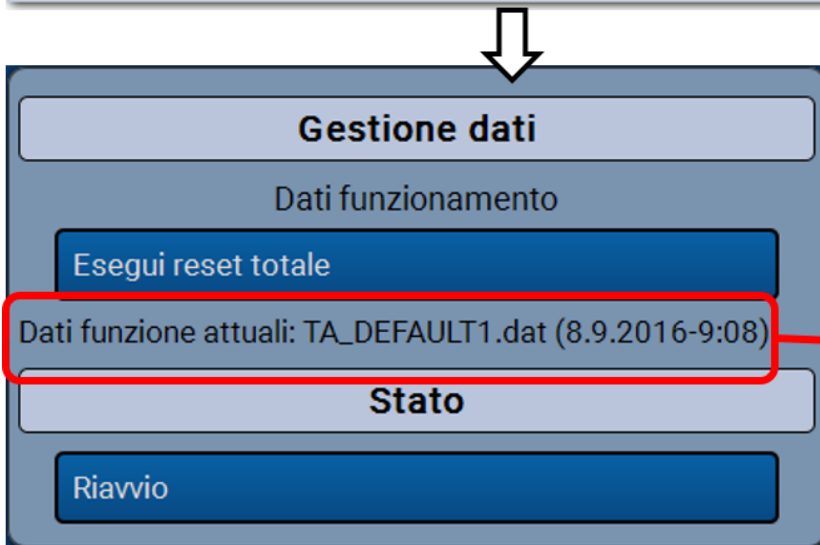 Gestione dati
Dati funzionamento
Esegui reset totale
Dati funzione attuali: TA_DEFAULT1.dat (8.9.2016-9:08)
Stato
Riavvio